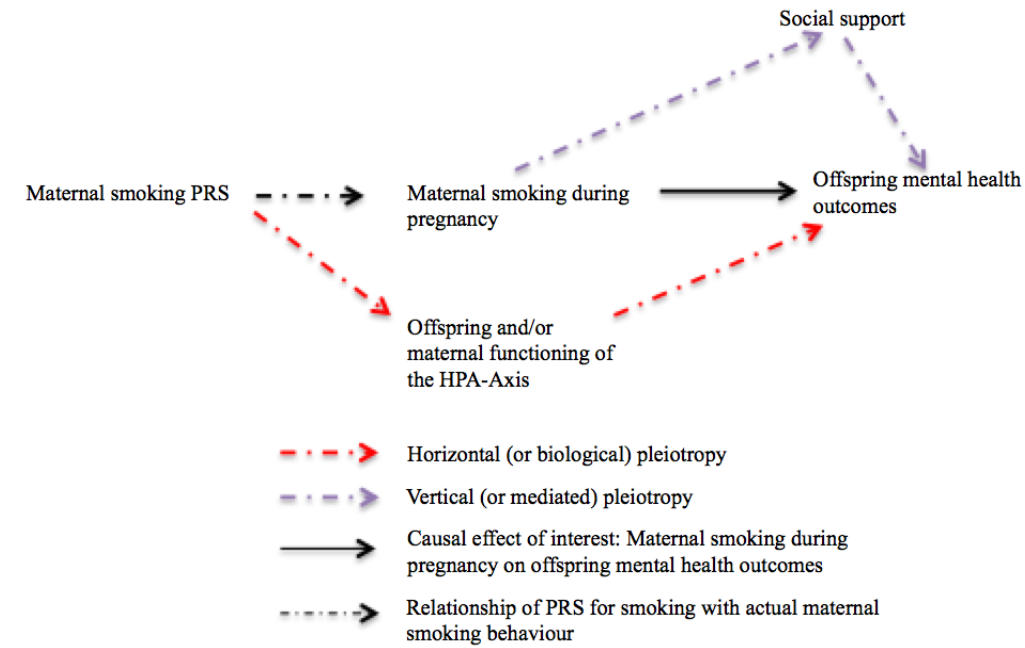 Social support
Maternal smoking PRS
Maternal smoking during
pregnancy
Offspring mental health
outcomes
Offspring and/or
maternal functioning of
the HPA-Axis
Horizontal (or biological) pleiotropy
Vertical (or mediated) pleiotropy
Causal effect of interest: Maternal smoking during
pregnancy on offspring mental health outcomes
Relationship of PRS for smoking with actual maternal
smoking behaviour